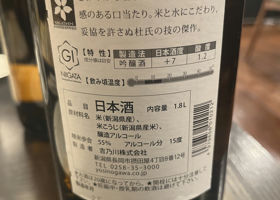 感のある口当たり。米と水にこだわり、
妥協を許さぬ杜氏の技の傑作。
GI
NIIGATA
【特性】 製造法 日本酒度 酸度
吟醸酒 +7 1.2
【飲み頃温度】
品目 日本酒 内容量 1.8L
原材料名 米(新潟県産)、
米こうじ(新潟県産米)、
醸造アルコール
精米歩合 55% アルコール分 15度
製造者 吉乃川株式会社
新潟県長岡市摂田屋4丁目8番12号
TEL 0258-35-3000
yosinogawa.co.jp